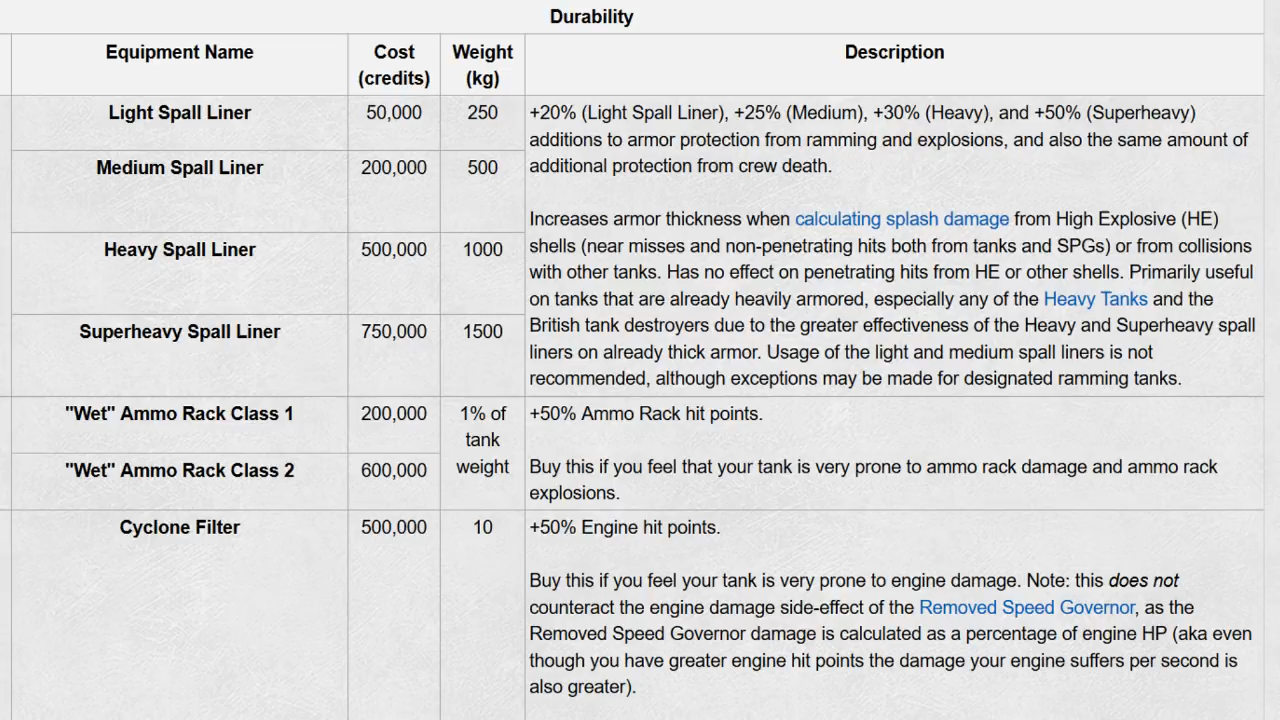 Durability
Equipment Name
Cost
(credits)
Weight
(kg)
Description
Light Spall Liner
50,000
250
+20% (Light Spall Liner), +25% (Medium), +30% (Heavy), and +50% (Superheavy)
additions to armor protection from ramming and explosions, and also the same amount of
additional protection from crew death.
Medium Spall Liner
200,000
500
Increases armor thickness when calculating splash damage from High Explosive (HE)
shells (near misses and non-penetrating hits both from tanks and SPGs) or from collisions
with other tanks. Has no effect on penetrating hits from HE or other shells. Primarily useful
on tanks that are already heavily armored, especially any of the Heavy Tanks and the
British tank destroyers due to the greater effectiveness of the Heavy and Superheavy spall
liners on already thick armor. Usage of the light and medium spall liners is not
recommended, although exceptions may be made for designated ramming tanks.
Heavy Spall Liner
500,000
1000
Superheavy Spall Liner
750,000
1500
"Wet" Ammo Rack Class 1
200,000
1% of
tank
weight
+50% Ammo Rack hit points.
"Wet" Ammo Rack Class 2
600,000
Buy this if you feel that your tank is very prone to ammo rack damage and ammo rack
explosions.
Cyclone Filter
500,000
10
+50% Engine hit points.
Buy this if you feel your tank is very prone to engine damage. Note: this does not
counteract the engine damage side-effect of the Removed Speed Governor, as the
Removed Speed Governor damage is calculated as a percentage of engine HP (aka even
though you have greater engine hit points the damage your engine suffers per second is
also greater).